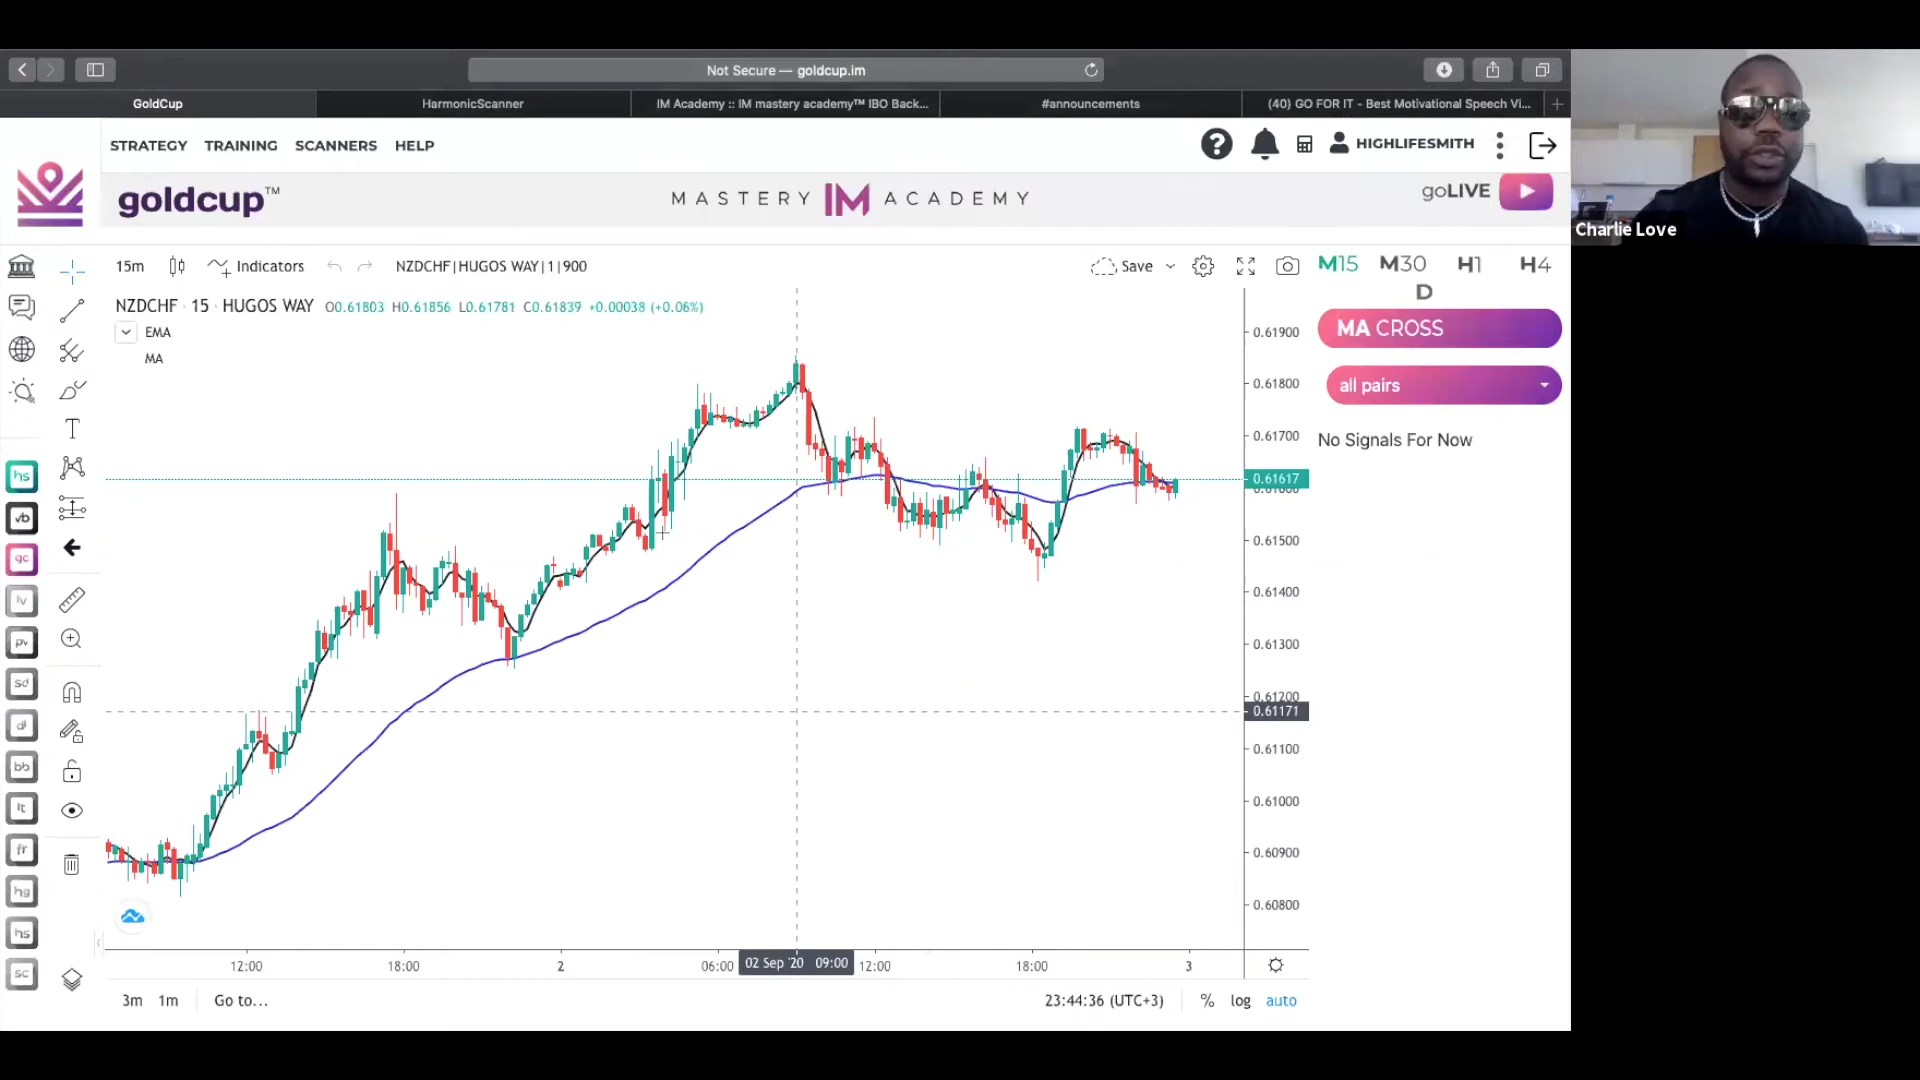 Not Secure — goldcup.im
GoldCup
HarmonicScanner
IM Academy :: IM mastery academy™ IBO Back...
#announcements
(40) GO FOR IT - Best Motivational Speech Vi...
STRATEGY TRAINING SCANNERS HELP
HIGHLIFESMITH
goldcup™
MASTERY IM ACADEMY
goLIVE
Charlie Love
15m
Indicators
NZDCHF|HUGOS WAY|1|900
Save
M15 M30 H1 H4
D
NZDCHF · 15 · HUGOS WAY O0.61803 H0.61856 L0.61781 C0.61839 +0.00038 (+0.06%)
EMA
MA
MA CROSS
all pairs
No Signals For Now
0.61900
0.61800
0.61700
0.61617
0.61600
0.61500
0.61400
0.61300
0.61200
0.61171
0.61100
0.61000
0.60900
0.60800
hs
vb
gc
lv
pv
sd
dl
bb
lt
fr
hg
hs
sc
12:00 18:00 2 06:00 02 Sep '20 09:00 12:00 18:00 3
3m 1m Go to... 23:44:36 (UTC+3) % log auto